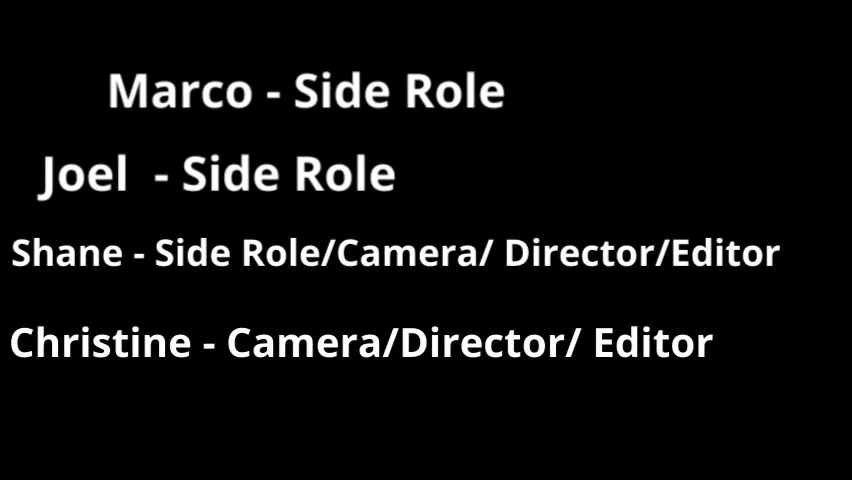 Marco - Side Role
Joel  - Side Role
Shane - Side Role/Camera/ Director/Editor
Christine - Camera/Director/ Editor